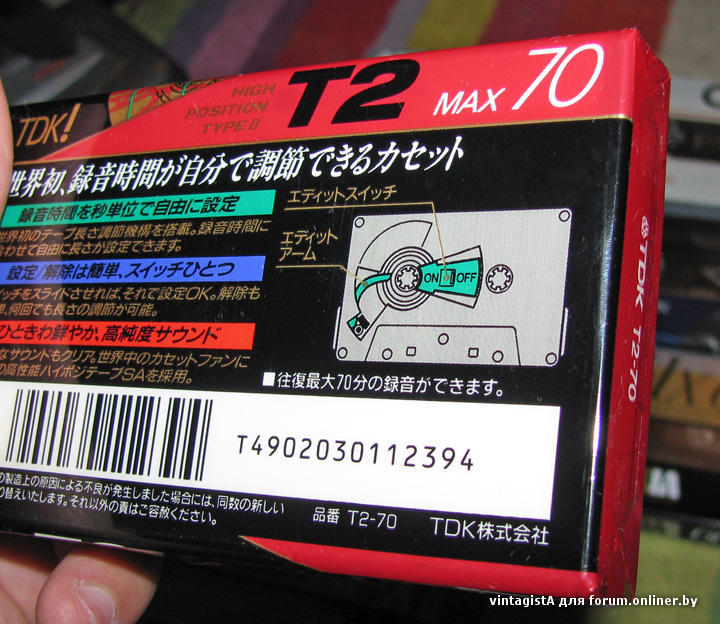 TDK!
HIGH
POSITION
TYPE II
T2
MAX 70
世界初、録音時間が自分で調節できるカセット
録音時間を秒単位で自由に設定
世界初のテープ長さ調節機構を搭載。録音時間に
合わせて自由に長さが設定できます。
設定/解除は簡単、スイッチひとつ
ッチをスライドさせれば、それで設定OK。解除も
単、何回でも長さの調節が可能。
ひときわ鮮やか、高純度サウンド
なサウンドもクリア。世界中のカセットファンに
の高性能ハイポジテープSAを採用。
エディットスイッチ
エディット
アーム
ON OFF
■往復最大70分の録音ができます。
T4902030112394
の製造上の原因による不良が発生しました場合には、同数の新しい
り替えいたします。それ以外の責はご容赦ください。
品番 T2-70
TDK株式会社
TDK T2-70
vintagistA для forum.onliner.by